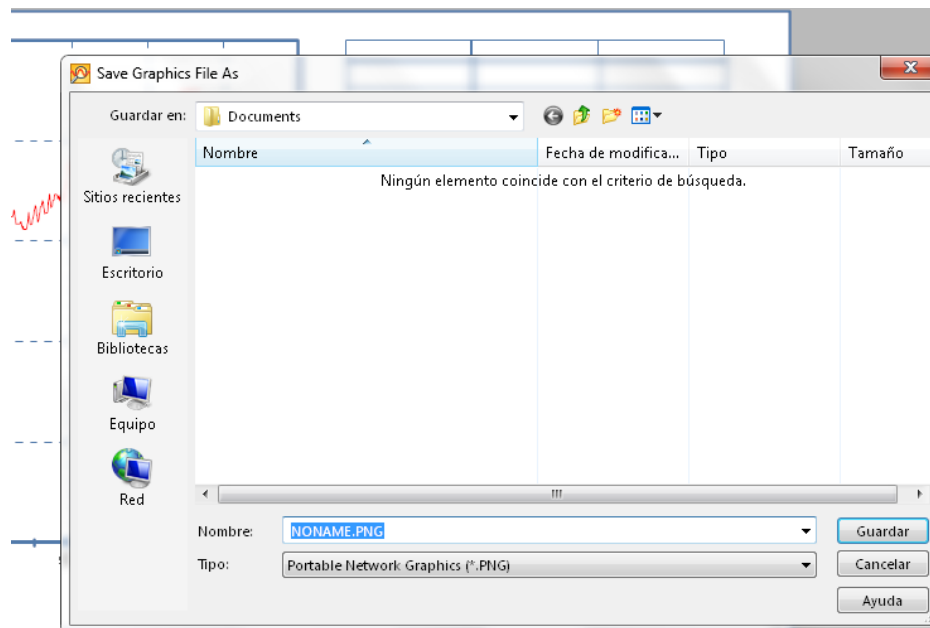 Save Graphics File As
Guardar en: Documents
Nombre Fecha de modifica... Tipo Tamaño
Ningún elemento coincide con el criterio de búsqueda.
Sitios recientes
Escritorio
Bibliotecas
Equipo
Red
Nombre: NONAME.PNG Guardar
Tipo: Portable Network Graphics (*.PNG) Cancelar
Ayuda